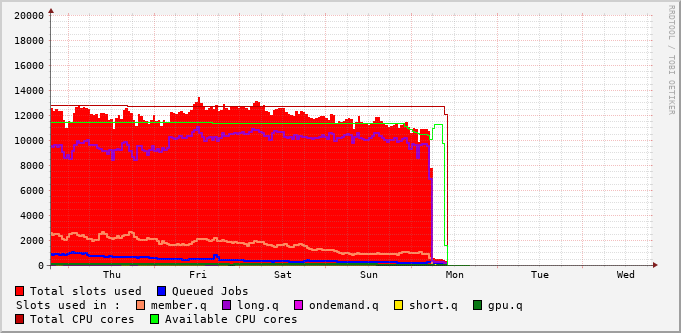 20000
18000
16000
14000
12000
10000
8000
6000
4000
2000
0
Thu Fri Sat Sun Mon Tue Wed
Total slots used Queued Jobs
Slots used in : member.q long.q ondemand.q short.q gpu.q
Total CPU cores Available CPU cores
RRDTOOL / TOBI OETIKER